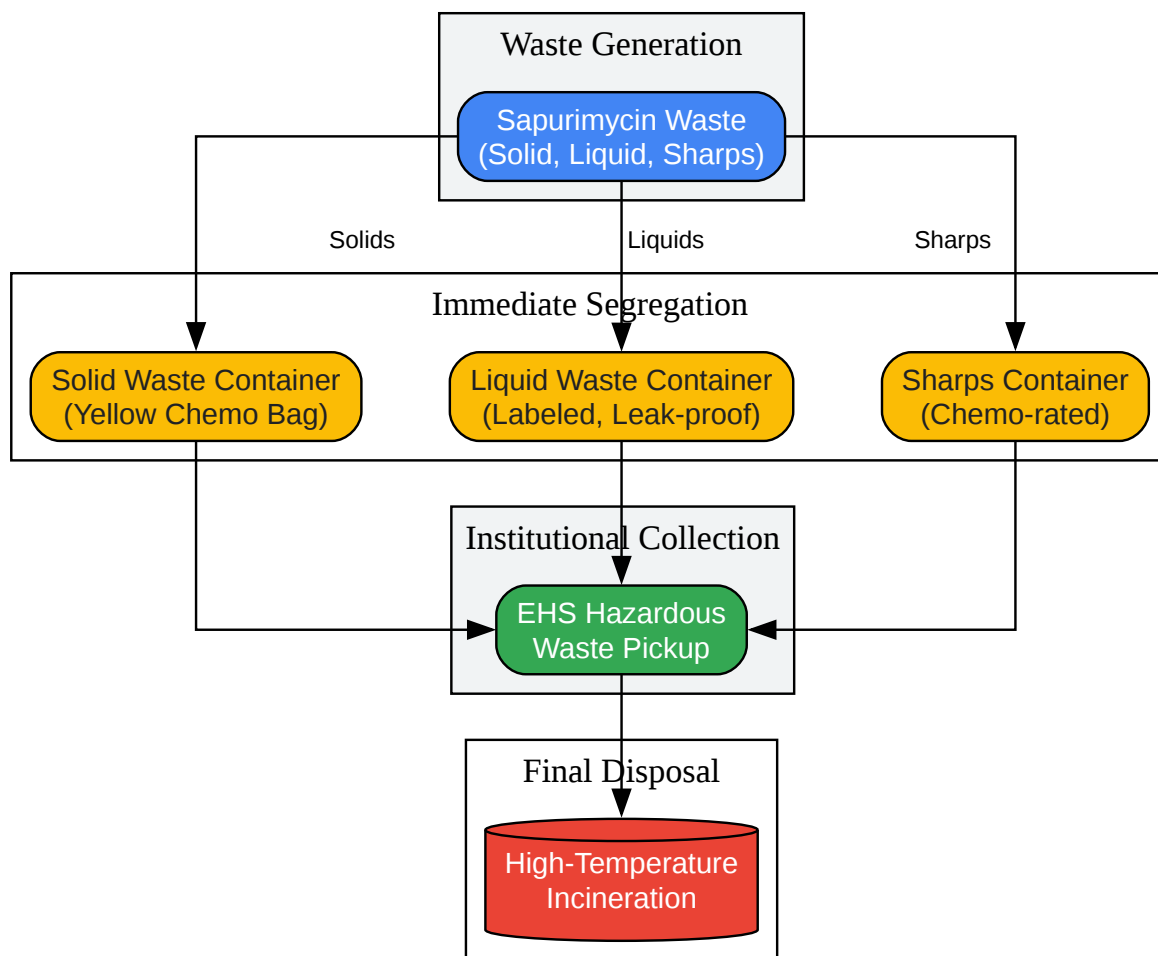 Waste Generation
Sapurimycin Waste
(Solid, Liquid, Sharps)
Solids
Liquids
Sharps
Immediate Segregation
Solid Waste Container
(Yellow Chemo Bag)
Liquid Waste Container
(Labeled, Leak-proof)
Sharps Container
(Chemo-rated)
Institutional Collection
EHS Hazardous
Waste Pickup
Final Disposal
High-Temperature
Incineration